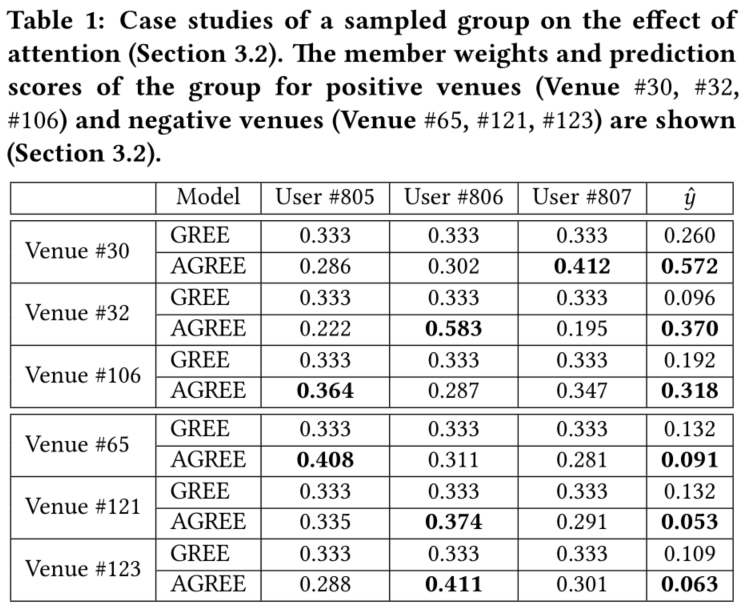 Table 1: Case studies of a sampled group on the effect of
attention (Section 3.2). The member weights and prediction
scores of the group for positive venues (Venue #30, #32,
#106) and negative venues (Venue #65, #121, #123) are shown
(Section 3.2).
Model User #805 User #806 User #807 ŷ
Venue #30
GREE 0.333 0.333 0.333 0.260
AGREE 0.286 0.302 0.412 0.572
Venue #32
GREE 0.333 0.333 0.333 0.096
AGREE 0.222 0.583 0.195 0.370
Venue #106
GREE 0.333 0.333 0.333 0.192
AGREE 0.364 0.287 0.347 0.318
Venue #65
GREE 0.333 0.333 0.333 0.132
AGREE 0.408 0.311 0.281 0.091
Venue #121
GREE 0.333 0.333 0.333 0.132
AGREE 0.335 0.374 0.291 0.053
Venue #123
GREE 0.333 0.333 0.333 0.109
AGREE 0.288 0.411 0.301 0.063